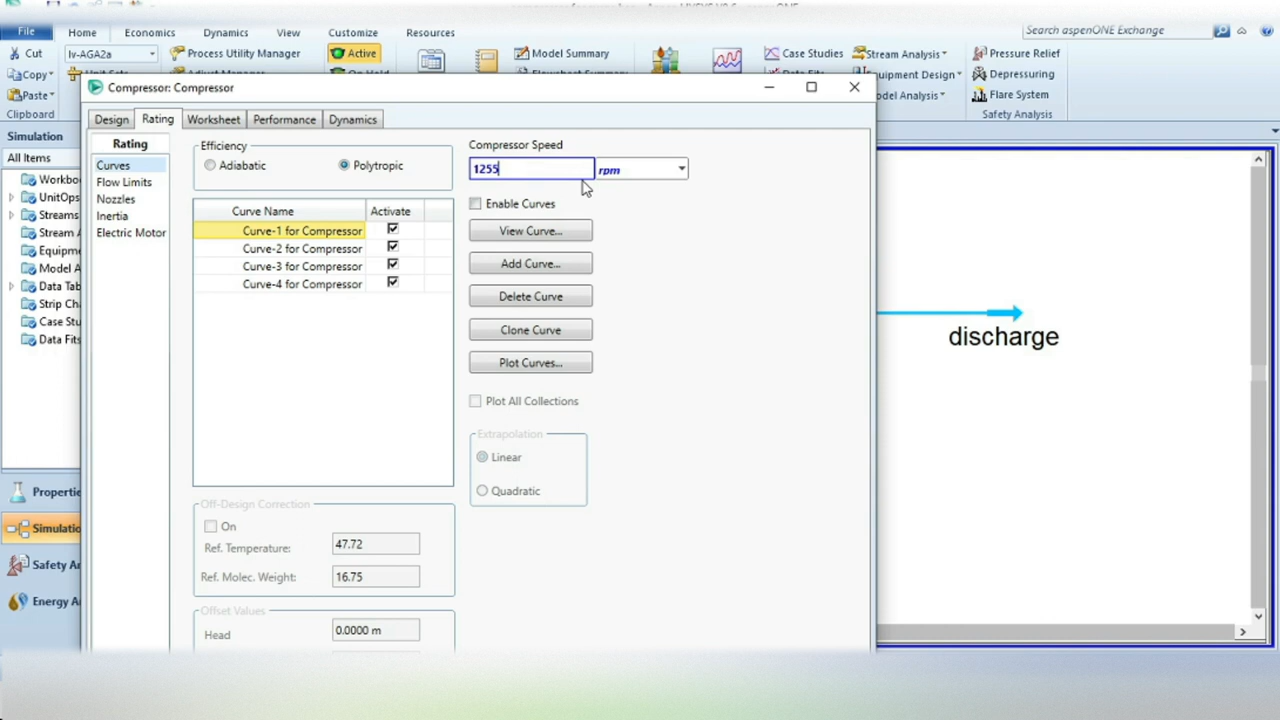 File Home Economics Dynamics View Customize Resources Search aspenONE Exchange
Cut lv-AGA2a Process Utility Manager Active Model Summary Case Studies Stream Analysis Pressure Relief
Copy Depressuring
Paste Flare System
Clipboard Safety Analysis
Compressor: Compressor
Simulation
All Items
Design Rating Worksheet Performance Dynamics
Rating
Curves
Flow Limits
Nozzles
Inertia
Electric Motor
Efficiency
Adiabatic Polytropic
Curve Name Activate
Curve-1 for Compressor
Curve-2 for Compressor
Curve-3 for Compressor
Curve-4 for Compressor
Off-Design Correction
On
Ref. Temperature: 47.72
Ref. Molec. Weight: 16.75
Offset Values
Head 0.0000 m
Compressor Speed
1255 rpm
Enable Curves
View Curve...
Add Curve...
Delete Curve
Clone Curve
Plot Curves...
Plot All Collections
Extrapolation
Linear
Quadratic
discharge